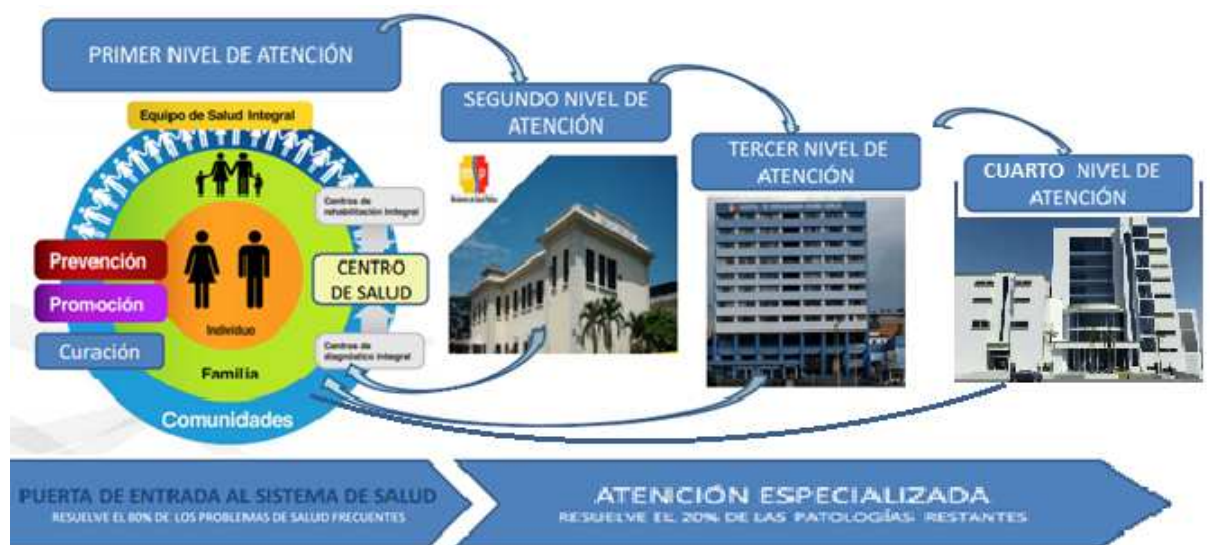 PRIMER NIVEL DE ATENCIÓN
SEGUNDO NIVEL DE
ATENCIÓN
TERCER NIVEL DE
ATENCIÓN
CUARTO NIVEL DE
ATENCIÓN
Equipo de Salud Integral
Centros de
rehabilitación integral
Prevención
CENTRO
DE SALUD
Promoción
Individuo
Curación
Centros de
diagnóstico integral
Familia
Comunidades
PUERTA DE ENTRADA AL SISTEMA DE SALUD
RESUELVE EL 80% DE LOS PROBLEMAS DE SALUD FRECUENTES
ATENCIÓN ESPECIALIZADA
RESUELVE EL 20% DE LAS PATOLOGÍAS RESTANTES